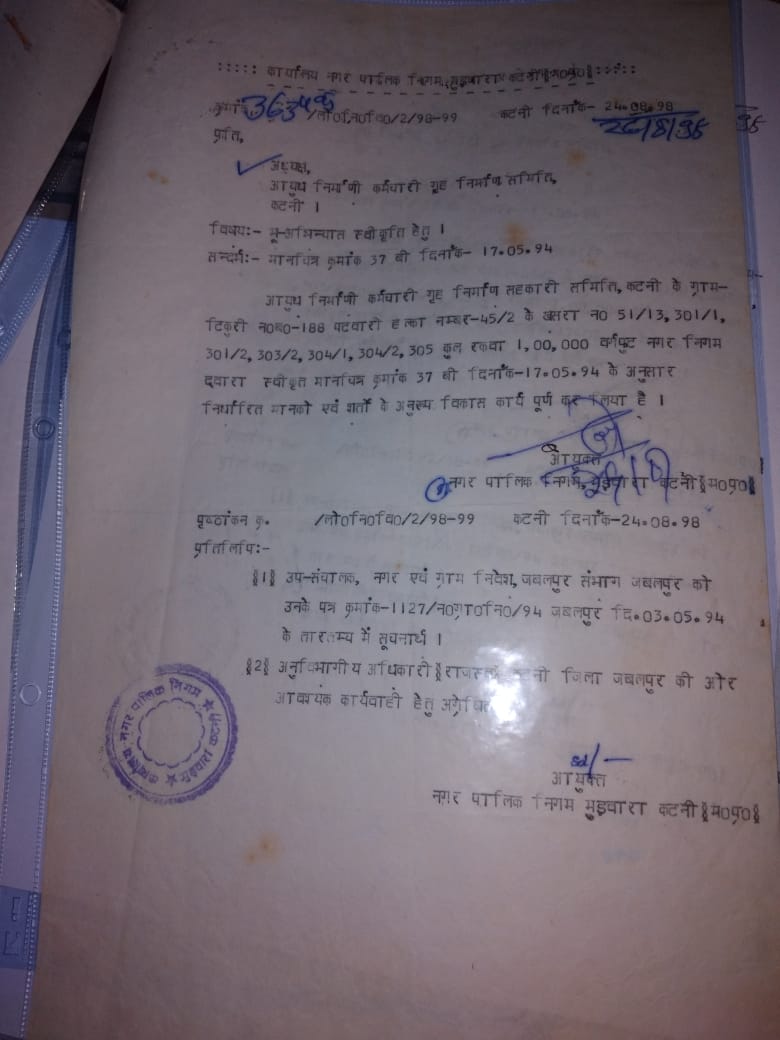 ::::: कार्यालय नगर पालिक निगम, मुड़वारा कटनी §म0प्र0§:::::
क्रमांक 3634 /लो0नि0वि0/2/98-99 कटनी दिनाँक- 24.08.98
प्रति,
अध्यक्ष,
आयुध निर्माणी कर्मचारी गृह निर्माण समिति,
कटनी ।
विषय:- भू-अभिन्यास स्वीकृति हेतु ।
सन्दर्भ:- मानचित्र क्रमांक 37 बी दिनाँक- 17.05.94
आयुध निर्माणी कर्मचारी गृह निर्माण सहकारी समिति, कटनी के ग्राम-
टिकुरी न0ब0-188 पटवारी हल्का नम्बर-45/2 के खसरा न0 51/13, 301/1,
301/2, 303/2, 304/1, 304/2, 305 कुल रकवा 1,00,000 वर्गफुट नगर निगम
द्वारा स्वीकृत मानचित्र क्रमांक 37 बी दिनाँक-17.05.94 के अनुसार
निर्धारित मानको एवं शर्तो के अनुरूप विकास कार्य पूर्ण कर लिया है ।
आयुक्त
नगर पालिक निगम, मुड़वारा कटनी §म0प्र0§
पृष्ठांकन क्र. /लो0नि0वि0/2/98-99 कटनी दिनाँक-24.08.98
प्रतिलिपि:-
§1§ उप-संचालक, नगर एवं ग्राम निवेश, जबलपुर संभाग जबलपुर को
उनके पत्र क्रमांक-1127/न0ग्रा0नि0/94 जबलपुर दि.03.05.94
के तारतम्य में सूचनार्थ ।
§2§ अनुविभागीय अधिकारी §राजस्व§ कटनी जिला जबलपुर की ओर
आवश्यक कार्यवाही हेतु अग्रेषित
sd/-
आयुक्त
नगर पालिक निगम मुड़वारा कटनी §म0प्र0§
कार्यालय नगर पालिक निगम ★ मुड़वारा कटनी ★